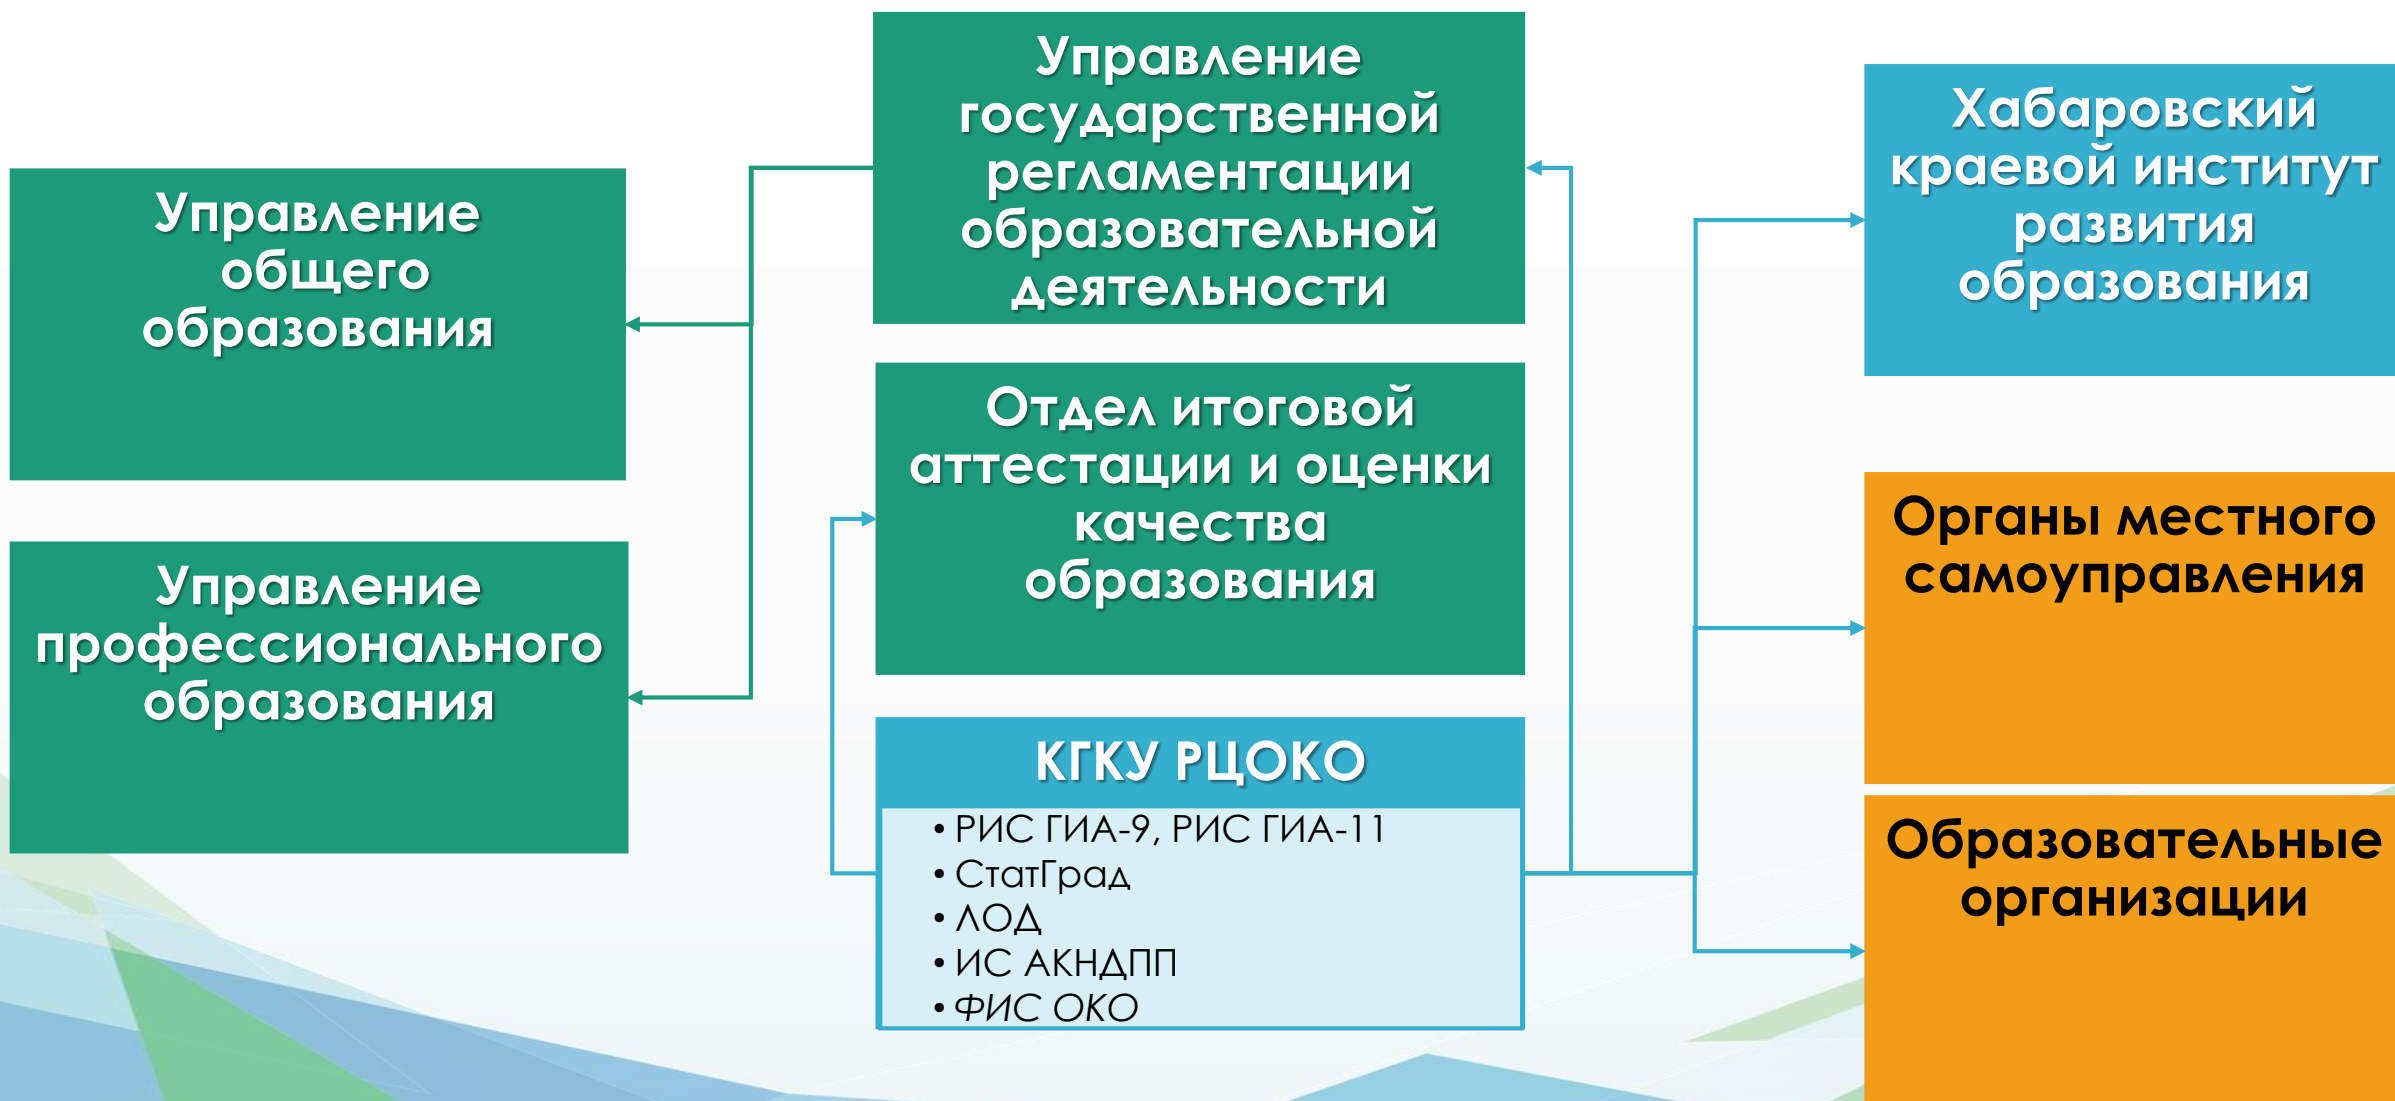 Управление
общего
образования
Управление
профессионального
образования
Управление
государственной
регламентации
образовательной
деятельности
Отдел итоговой
аттестации и оценки
качества
образования
КГКУ РЦОКО
• РИС ГИА-9, РИС ГИА-11
• СтатГрад
• ЛОД
• ИС АКНДПП
• ФИС ОКО
Хабаровский
краевой институт
развития
образования
Органы местного
самоуправления
Образовательные
организации